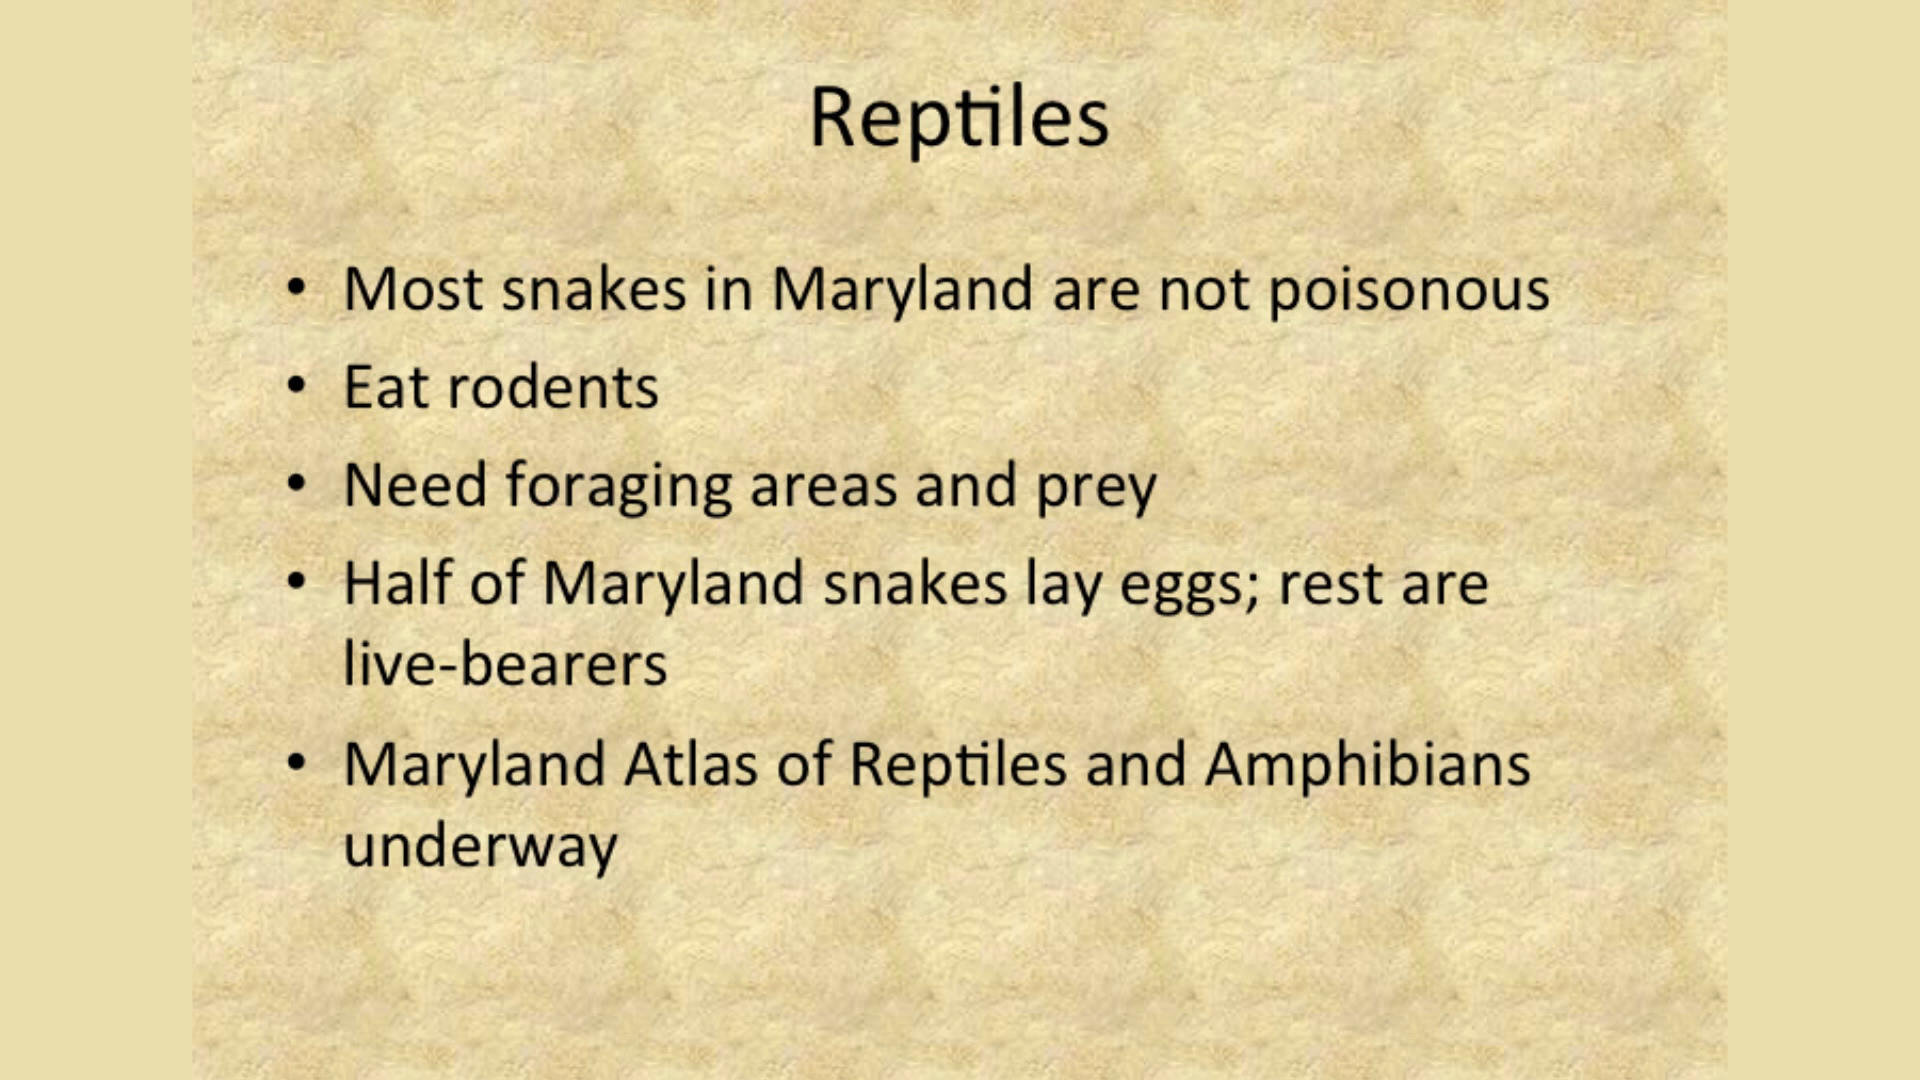 Reptiles
• Most snakes in Maryland are not poisonous
• Eat rodents
• Need foraging areas and prey
• Half of Maryland snakes lay eggs; rest are
live-bearers
• Maryland Atlas of Reptiles and Amphibians
underway